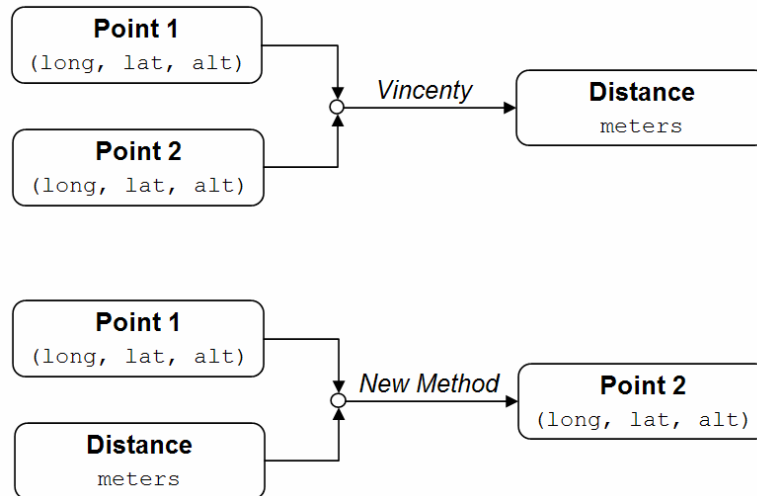 Point 1
(long, lat, alt)
Vincenty
Distance
meters
Point 2
(long, lat, alt)
Point 1
(long, lat, alt)
New Method
Point 2
(long, lat, alt)
Distance
meters